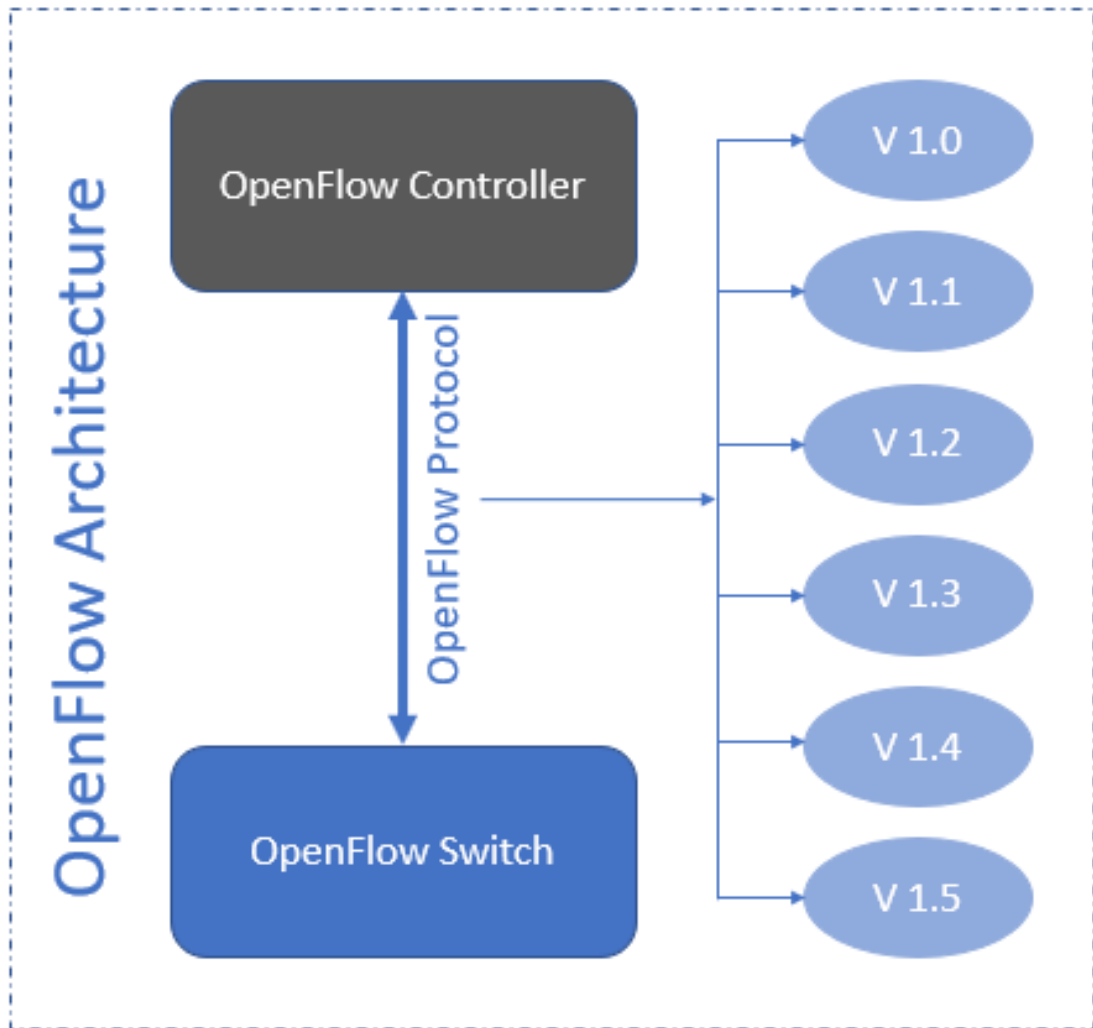 OpenFlow Architecture
OpenFlow Controller
OpenFlow Protocol
OpenFlow Switch
V 1.0
V 1.1
V 1.2
V 1.3
V 1.4
V 1.5